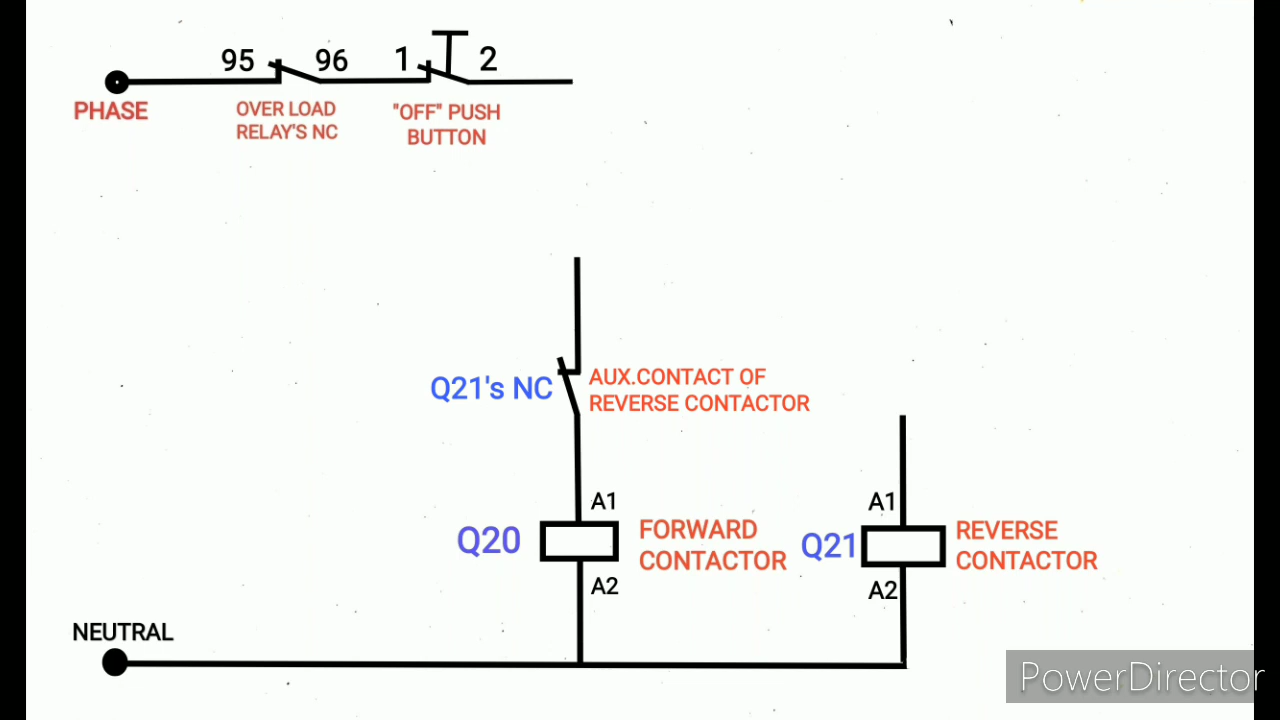 95 96 1 2
PHASE
OVER LOAD
RELAY'S NC
"OFF" PUSH
BUTTON
Q21's NC
AUX.CONTACT OF
REVERSE CONTACTOR
A1
Q20
FORWARD
CONTACTOR
A2
A1
Q21
REVERSE
CONTACTOR
A2
NEUTRAL
PowerDirector